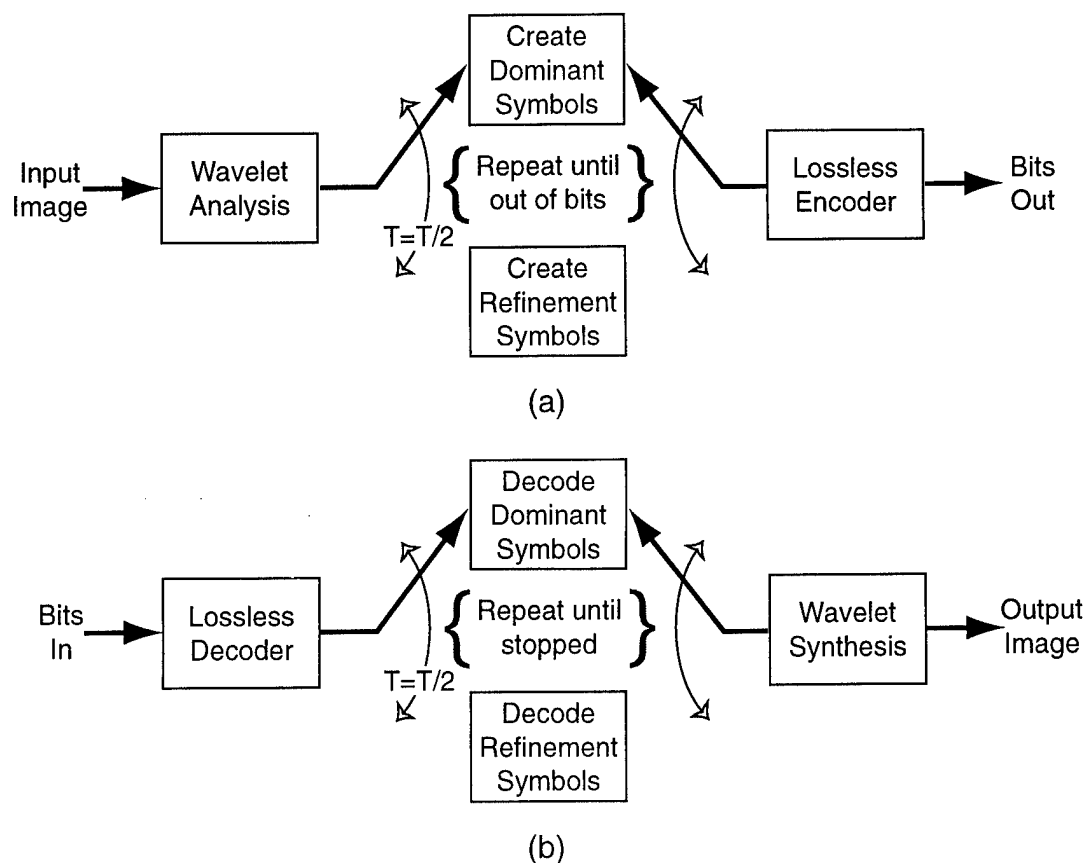 Input
Image
Wavelet
Analysis
Create
Dominant
Symbols
{ Repeat until
out of bits }
T=T/2
Create
Refinement
Symbols
Lossless
Encoder
Bits
Out
(a)
Bits
In
Lossless
Decoder
Decode
Dominant
Symbols
{ Repeat until
stopped }
T=T/2
Decode
Refinement
Symbols
Wavelet
Synthesis
Output
Image
(b)